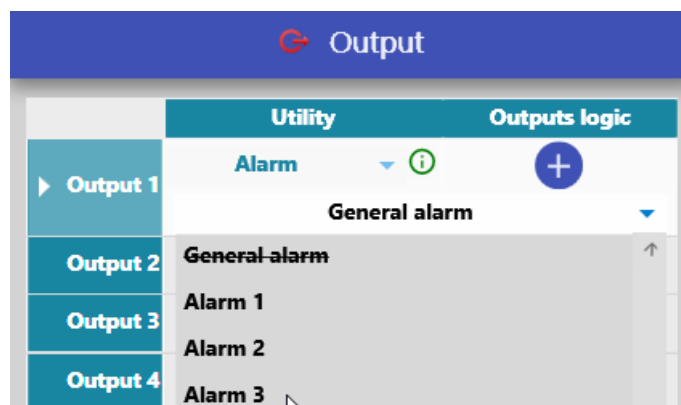 Output
Utility Outputs logic
Output 1 Alarm
General alarm
Output 2 General alarm
Alarm 1
Output 3 Alarm 2
Output 4 Alarm 3